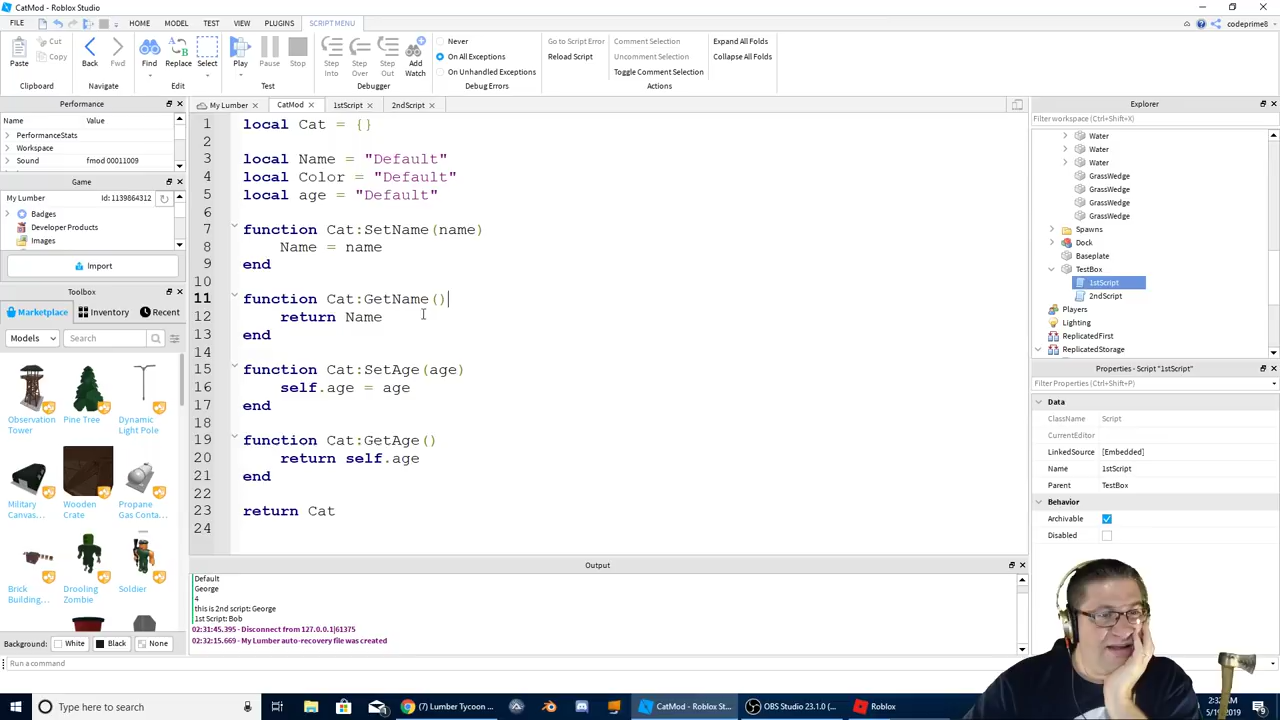 CatMod - Roblox Studio
FILE HOME MODEL TEST VIEW PLUGINS SCRIPT MENU codeprime8
Paste Cut Copy Back Fwd Find Replace Select Play Pause Stop Step Into Step Over Step Out Add Watch
Never
On All Exceptions
On Unhandled Exceptions
Go to Script Error
Reload Script
Comment Selection
Uncomment Selection
Toggle Comment Selection
Expand All Folds
Collapse All Folds
Clipboard Navigate Edit Test Debugger Debug Errors Actions
Performance
Name Value
PerformanceStats
Workspace
Sound fmod 00011009
Game
My Lumber Id: 1139864312
Badges
Developer Products
Images
Import
Toolbox
Marketplace Inventory Recent
Models Search
Observation Tower
Pine Tree
Dynamic Light Pole
Military Canvas...
Wooden Crate
Propane Gas Conta...
Brick Building...
Drooling Zombie
Soldier
Background: White Black None
My Lumber CatMod 1stScript 2ndScript
1 local Cat = {}
2
3 local Name = "Default"
4 local Color = "Default"
5 local age = "Default"
6
7 function Cat:SetName(name)
8 Name = name
9 end
10
11 function Cat:GetName()
12 return Name
13 end
14
15 function Cat:SetAge(age)
16 self.age = age
17 end
18
19 function Cat:GetAge()
20 return self.age
21 end
22
23 return Cat
24
Output
Default
George
4
this is 2nd script: George
1st Script: Bob
02:31:45.395 - Disconnect from 127.0.0.1|61375
02:32:15.669 - My Lumber auto-recovery file was created
Run a command
Explorer
Filter workspace (Ctrl+Shift+X)
Water
Water
Water
GrassWedge
GrassWedge
GrassWedge
GrassWedge
Spawns
Dock
Baseplate
TestBox
1stScript
2ndScript
Players
Lighting
ReplicatedFirst
ReplicatedStorage
Properties - Script "1stScript"
Filter Properties (Ctrl+Shift+P)
Data
ClassName Script
CurrentEditor
LinkedSource [Embedded]
Name 1stScript
Parent TestBox
Behavior
Archivable
Disabled
Type here to search
Lumber Tycoon ...
CatMod - Roblox St...
OBS Studio 23.1.0 (...
Roblox